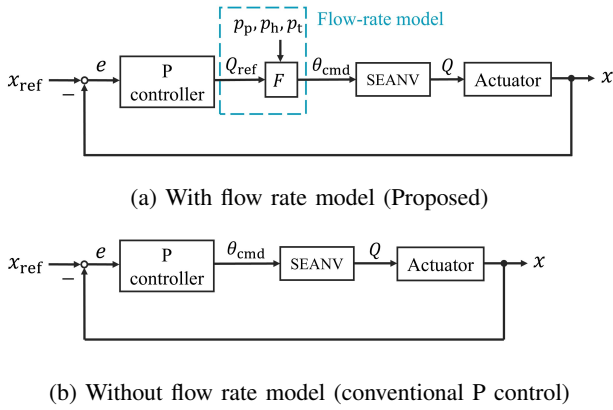 p_p, p_h, p_t
Flow-rate model
x_ref
−
e
P
controller
Q_ref
F
θ_cmd
SEANV
Q
Actuator
x
(a) With flow rate model (Proposed)
x_ref
−
e
P
controller
θ_cmd
SEANV
Q
Actuator
x
(b) Without flow rate model (conventional P control)